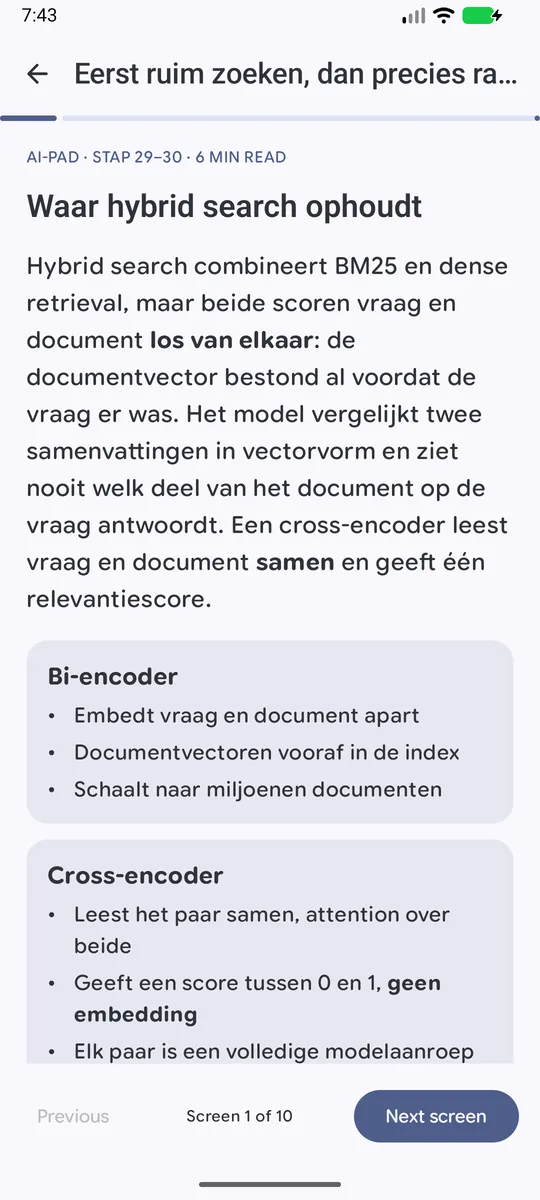 7:43
Eerst ruim zoeken, dan precies ra…
AI-PAD · STAP 29–30 · 6 MIN READ
Waar hybrid search ophoudt
Hybrid search combineert BM25 en dense
retrieval, maar beide scoren vraag en
document los van elkaar: de
documentvector bestond al voordat de
vraag er was. Het model vergelijkt twee
samenvattingen in vectorvorm en ziet
nooit welk deel van het document op de
vraag antwoordt. Een cross-encoder leest
vraag en document samen en geeft één
relevantiescore.
Bi-encoder
• Embedt vraag en document apart
• Documentvectoren vooraf in de index
• Schaalt naar miljoenen documenten
Cross-encoder
• Leest het paar samen, attention over
beide
• Geeft een score tussen 0 en 1, geen
embedding
• Elk paar is een volledige modelaanroep
Previous
Screen 1 of 10
Next screen